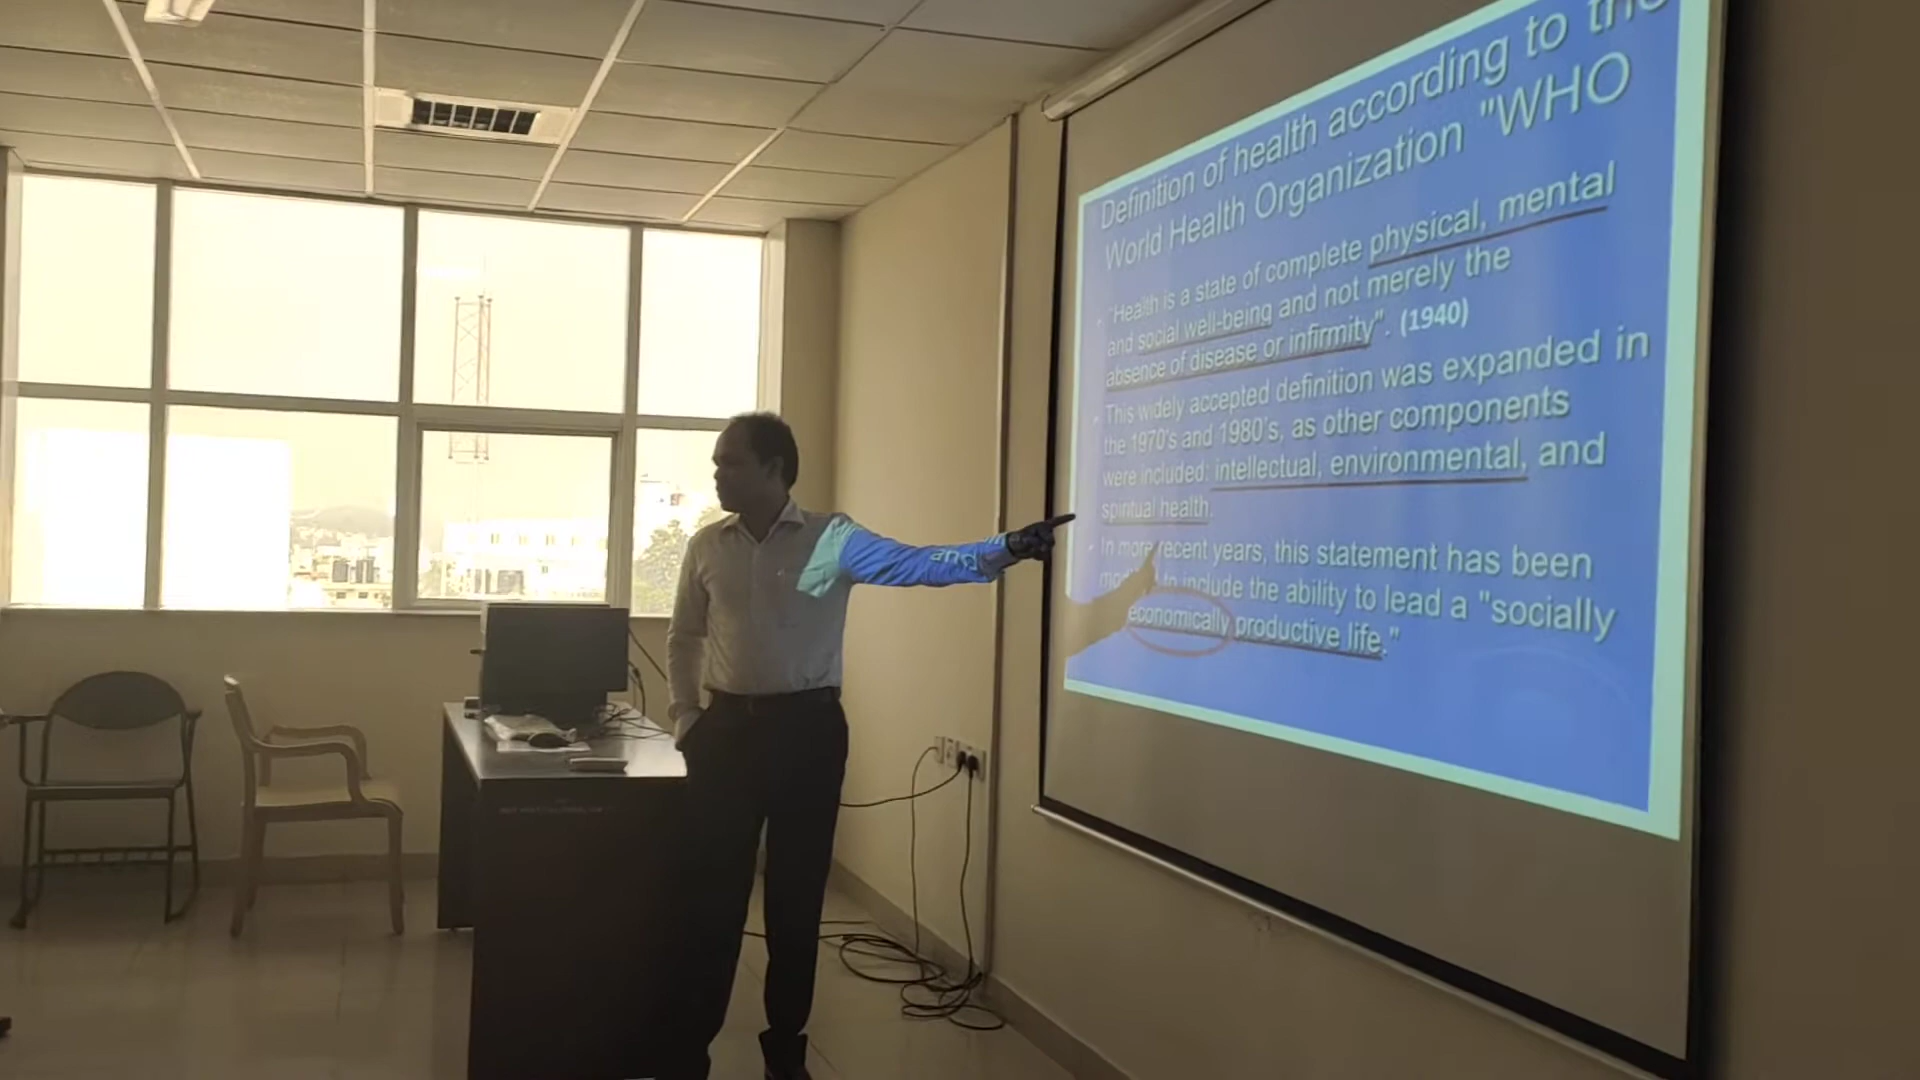 Definition of health according to the
World Health Organization "WHO
"Health is a state of complete physical, mental
and social well-being and not merely the
absence of disease or infirmity". (1940)
This widely accepted definition was expanded in
the 1970's and 1980's, as other components
were included: intellectual, environmental, and
spiritual health.
In more recent years, this statement has been
to include the ability to lead a "socially
economically productive life."
and